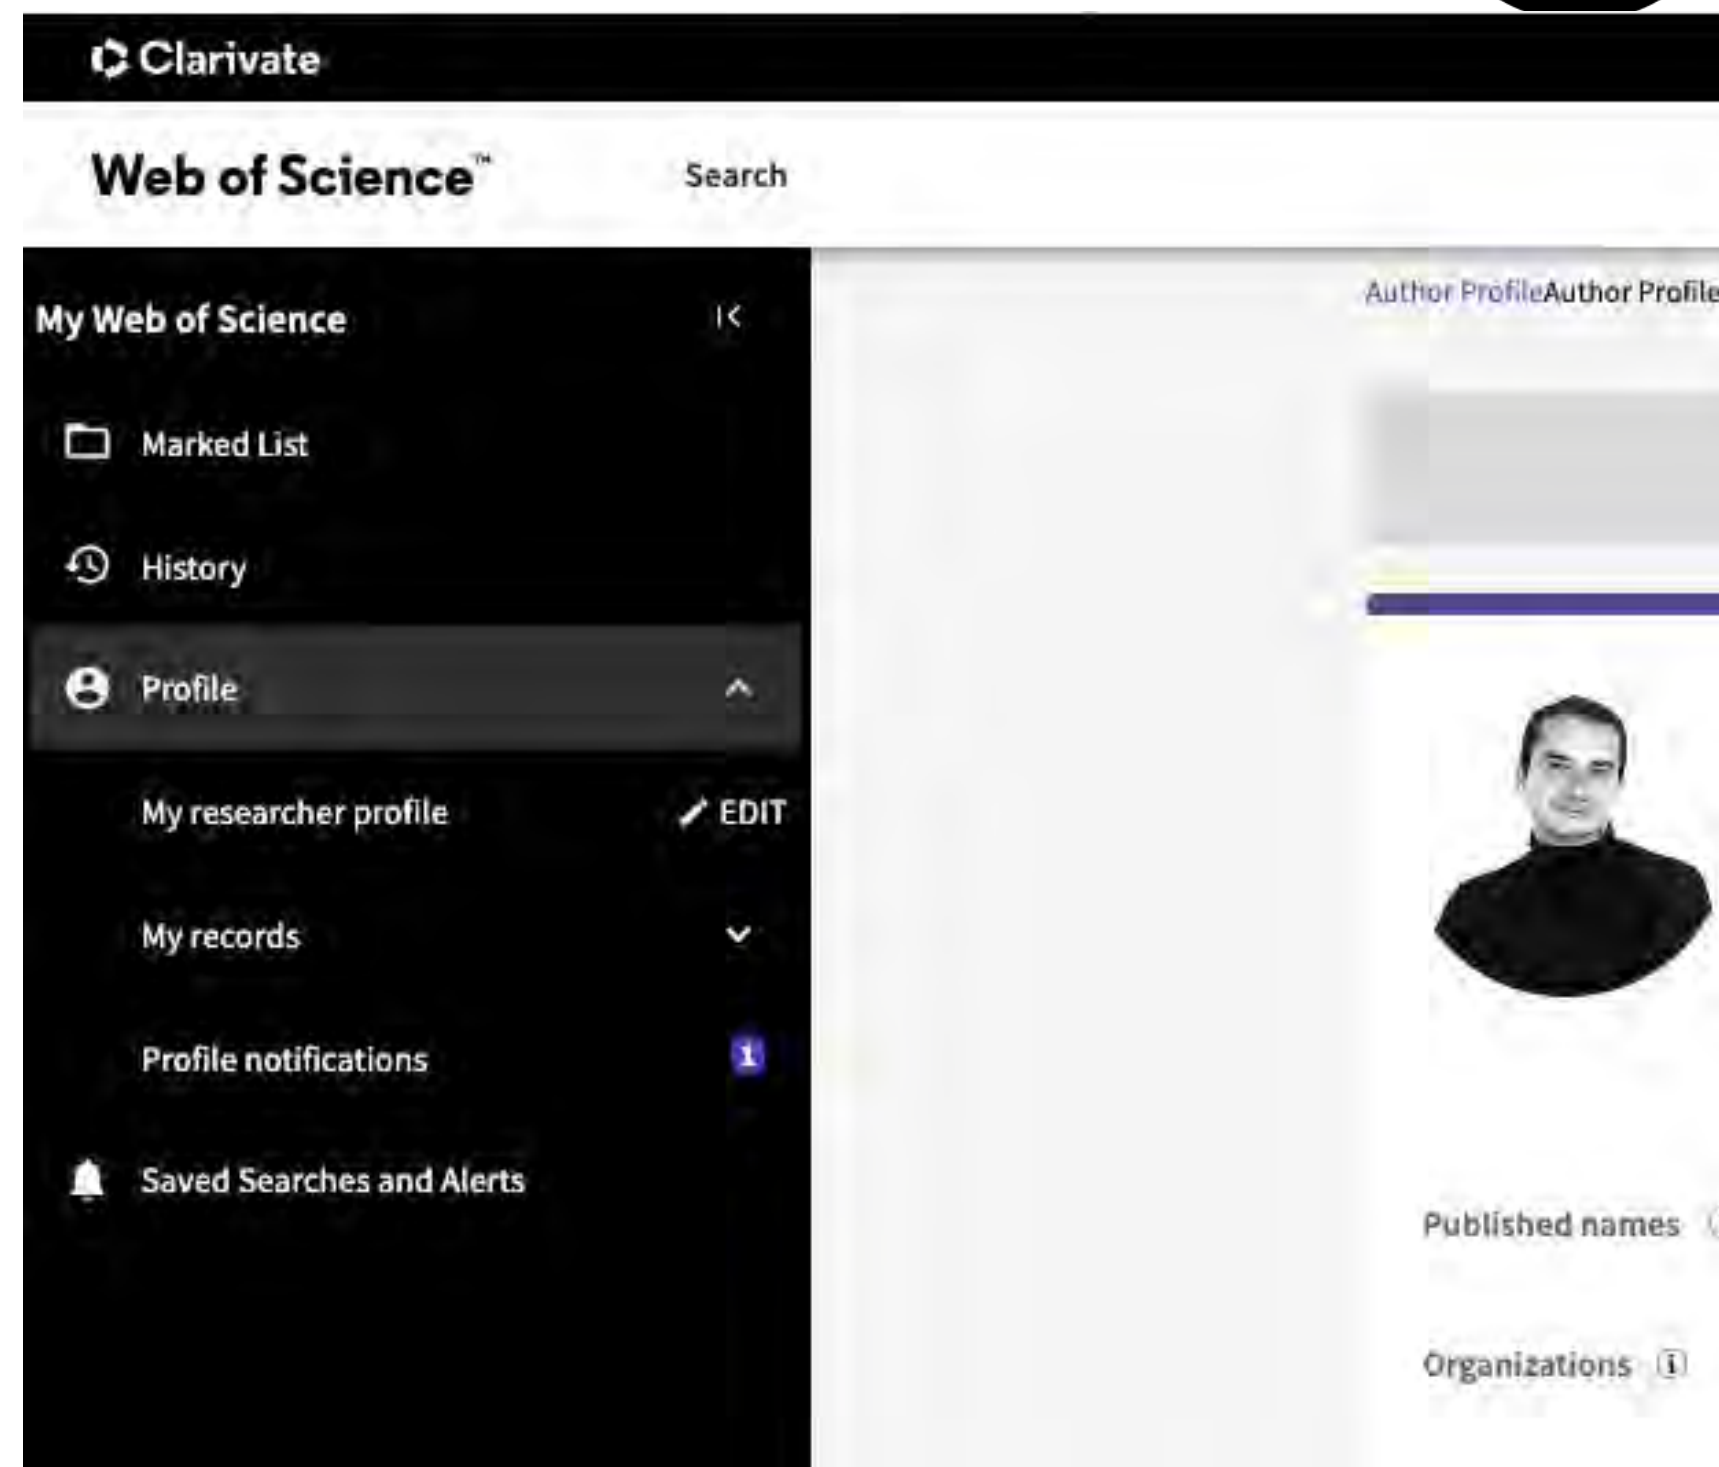 Clarivate
Web of Science™ Search
My Web of Science
Author ProfileAuthor Profile
Marked List
History
Profile
My researcher profile EDIT
My records
Profile notifications 1
Saved Searches and Alerts
Published names
Organizations